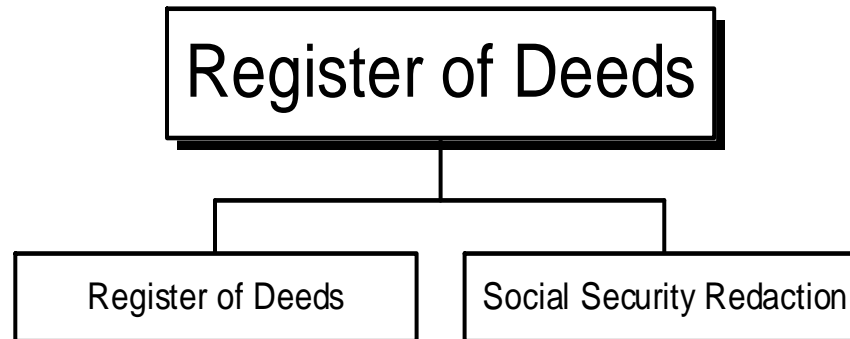 Register of Deeds
Register of Deeds
Social Security Redaction